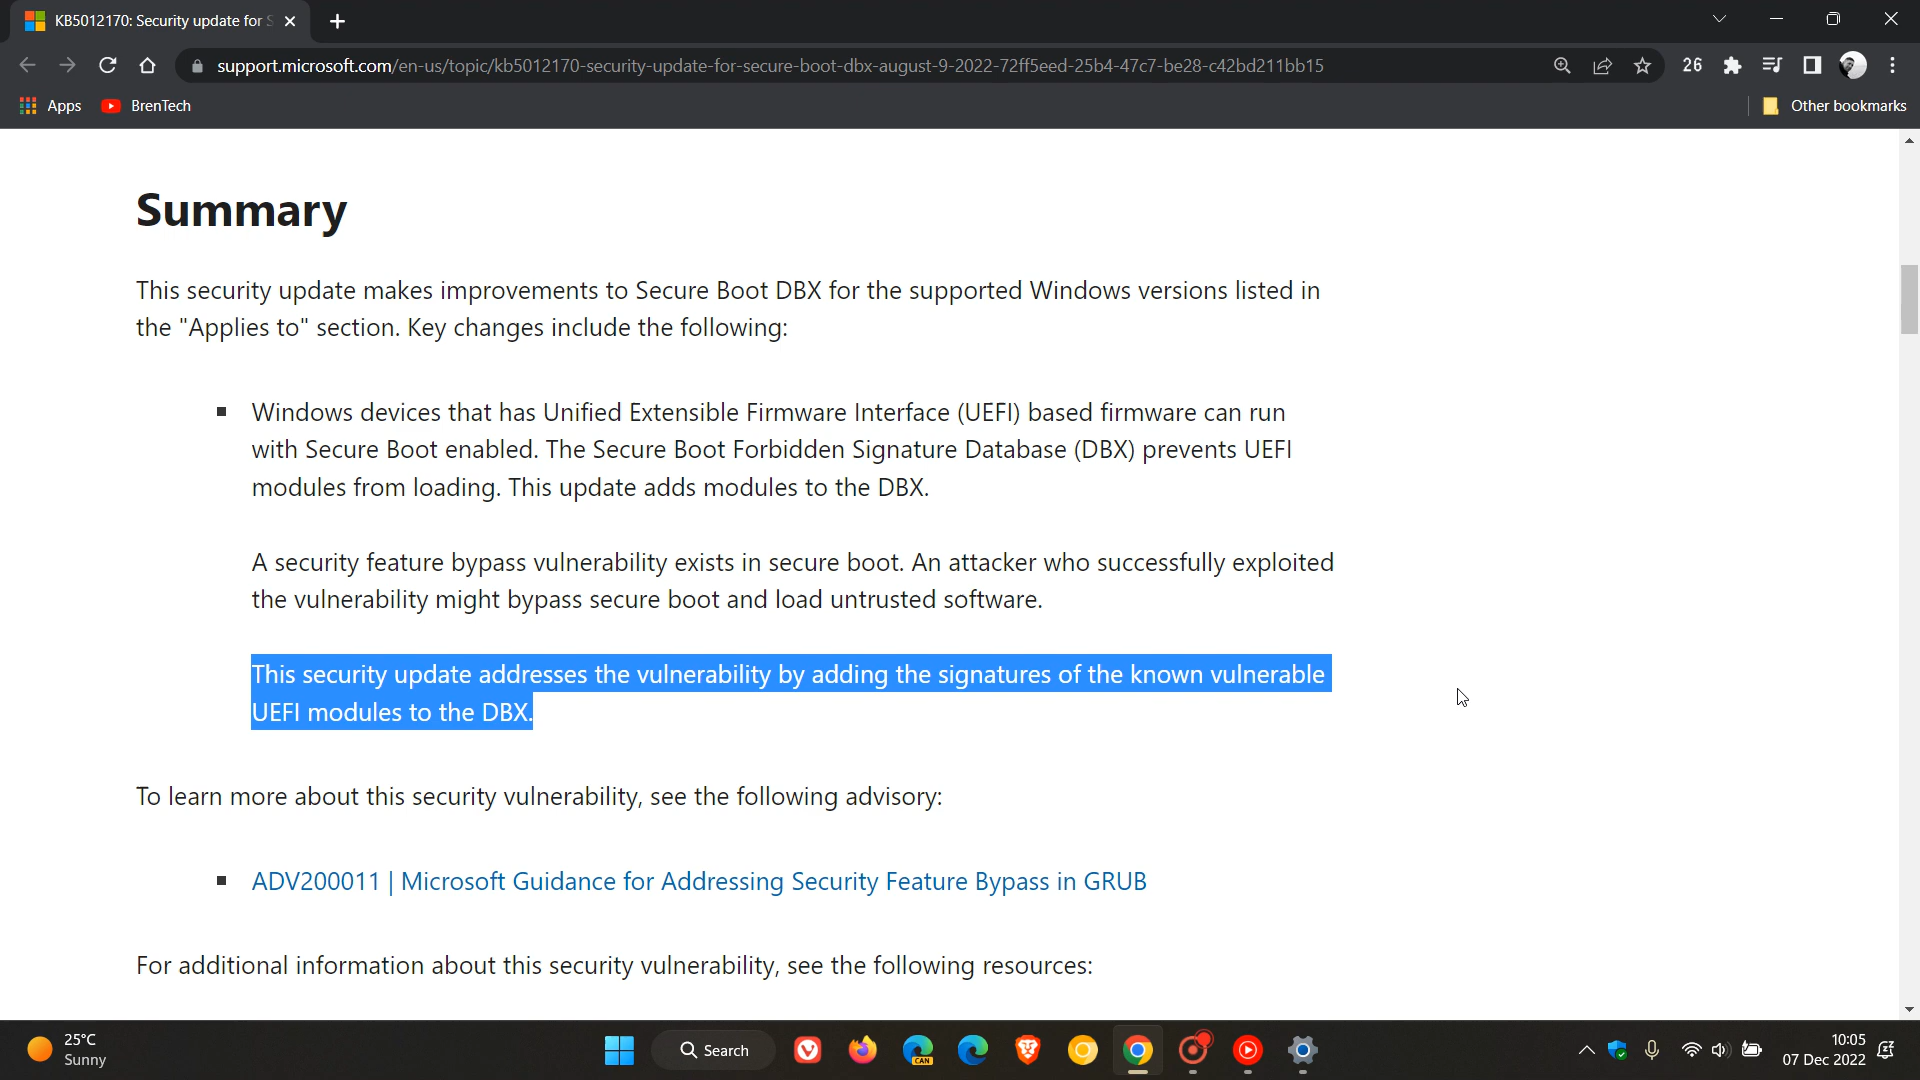 KB5012170: Security update for S
support.microsoft.com/en-us/topic/kb5012170-security-update-for-secure-boot-dbx-august-9-2022-72ff5eed-25b4-47c7-be28-c42bd211bb15
26
Apps
BrenTech
Other bookmarks
Summary
This security update makes improvements to Secure Boot DBX for the supported Windows versions listed in
the "Applies to" section. Key changes include the following:
Windows devices that has Unified Extensible Firmware Interface (UEFI) based firmware can run
with Secure Boot enabled. The Secure Boot Forbidden Signature Database (DBX) prevents UEFI
modules from loading. This update adds modules to the DBX.
A security feature bypass vulnerability exists in secure boot. An attacker who successfully exploited
the vulnerability might bypass secure boot and load untrusted software.
This security update addresses the vulnerability by adding the signatures of the known vulnerable
UEFI modules to the DBX.
To learn more about this security vulnerability, see the following advisory:
ADV200011 | Microsoft Guidance for Addressing Security Feature Bypass in GRUB
For additional information about this security vulnerability, see the following resources:
25°C
Sunny
Search
CAN
10:05
07 Dec 2022